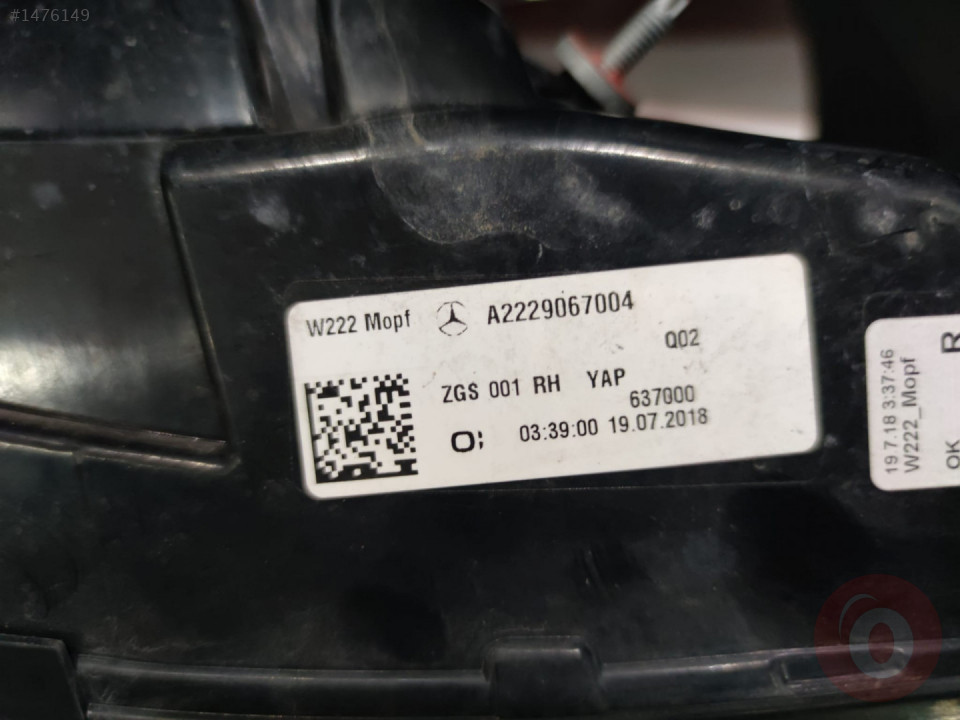 #1476149
W222 Mopf A2229067004
Q02
ZGS 001 RH YAP
637000
O; 03:39:00 19.07.2018
19.7.18 3:37:46
W222_Mopf
OK R